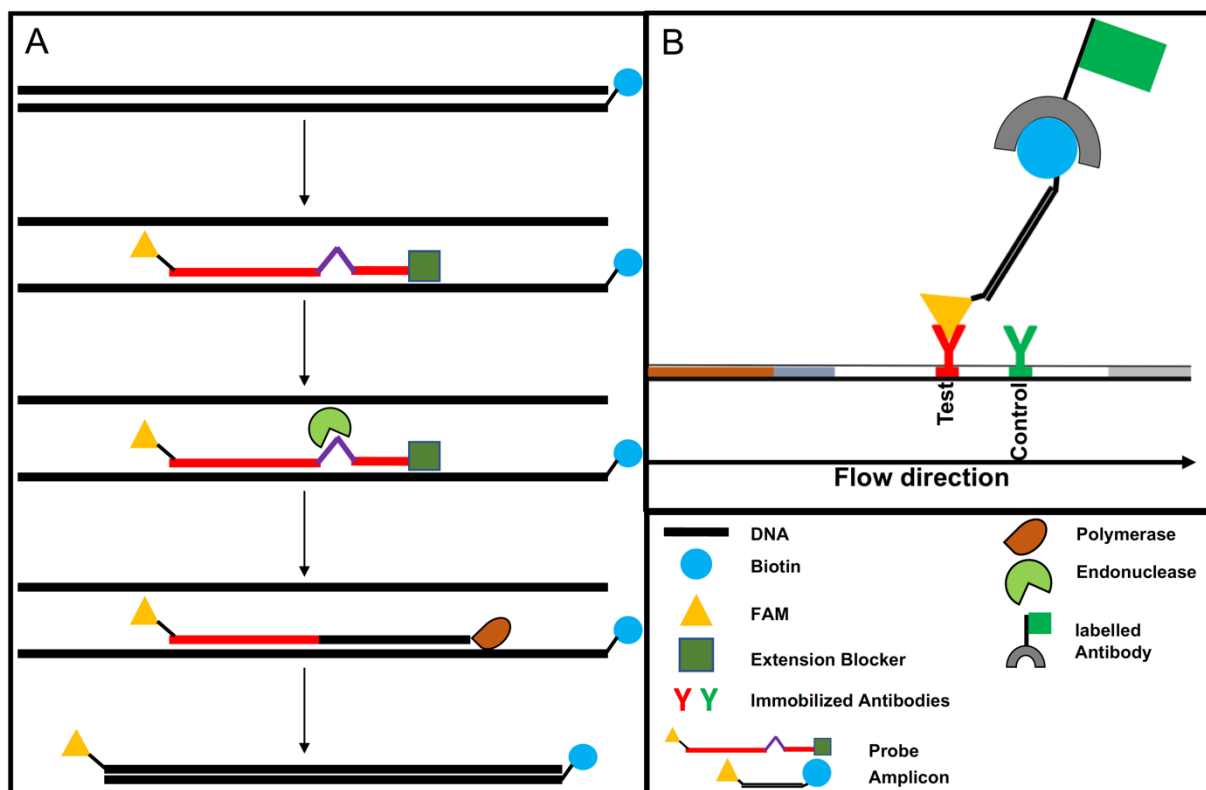 A
B
Test
Control
Flow direction
DNA
Biotin
FAM
Extension Blocker
Immobilized Antibodies
Probe
Amplicon
Polymerase
Endonuclease
labelled
Antibody